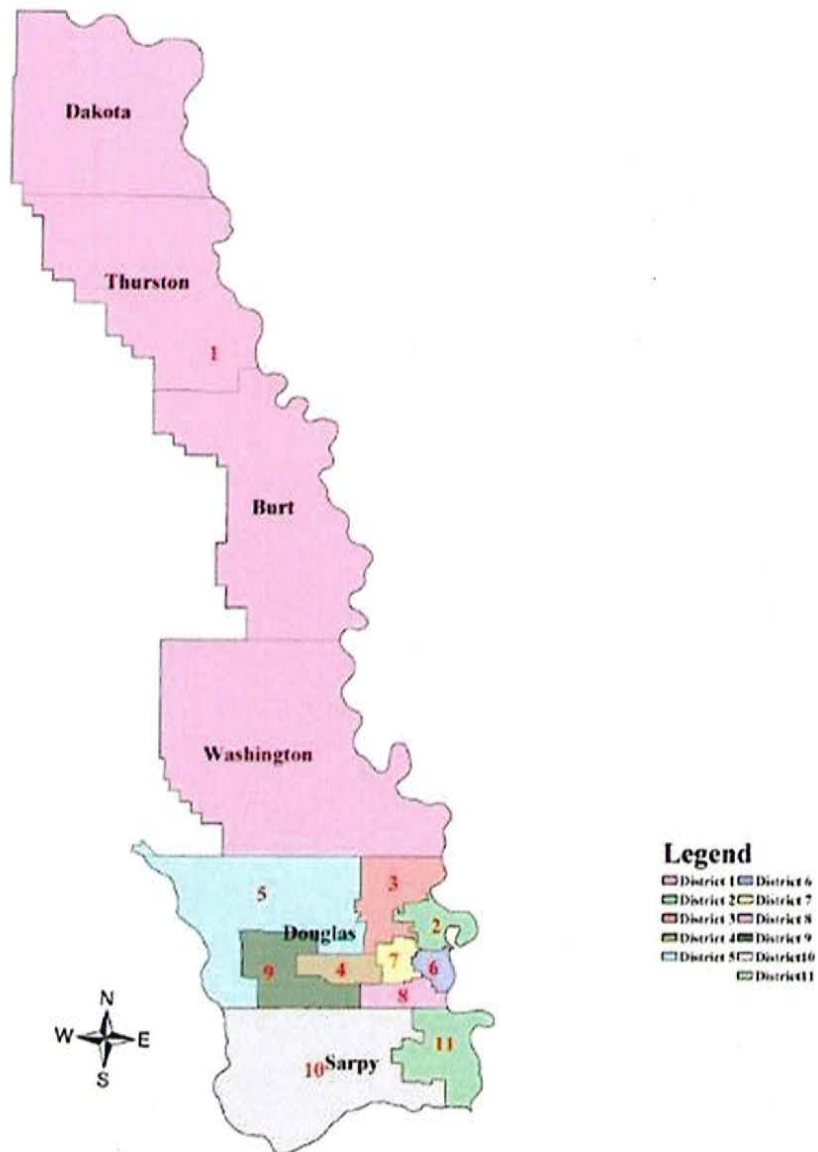 Dakota
Thurston
1
Burt
Washington
5
3
Douglas
2
9
4
7
6
8
N
W E
S
10 Sarpy
11
Legend
District 1 District 6
District 2 District 7
District 3 District 8
District 4 District 9
District 5 District10
District11